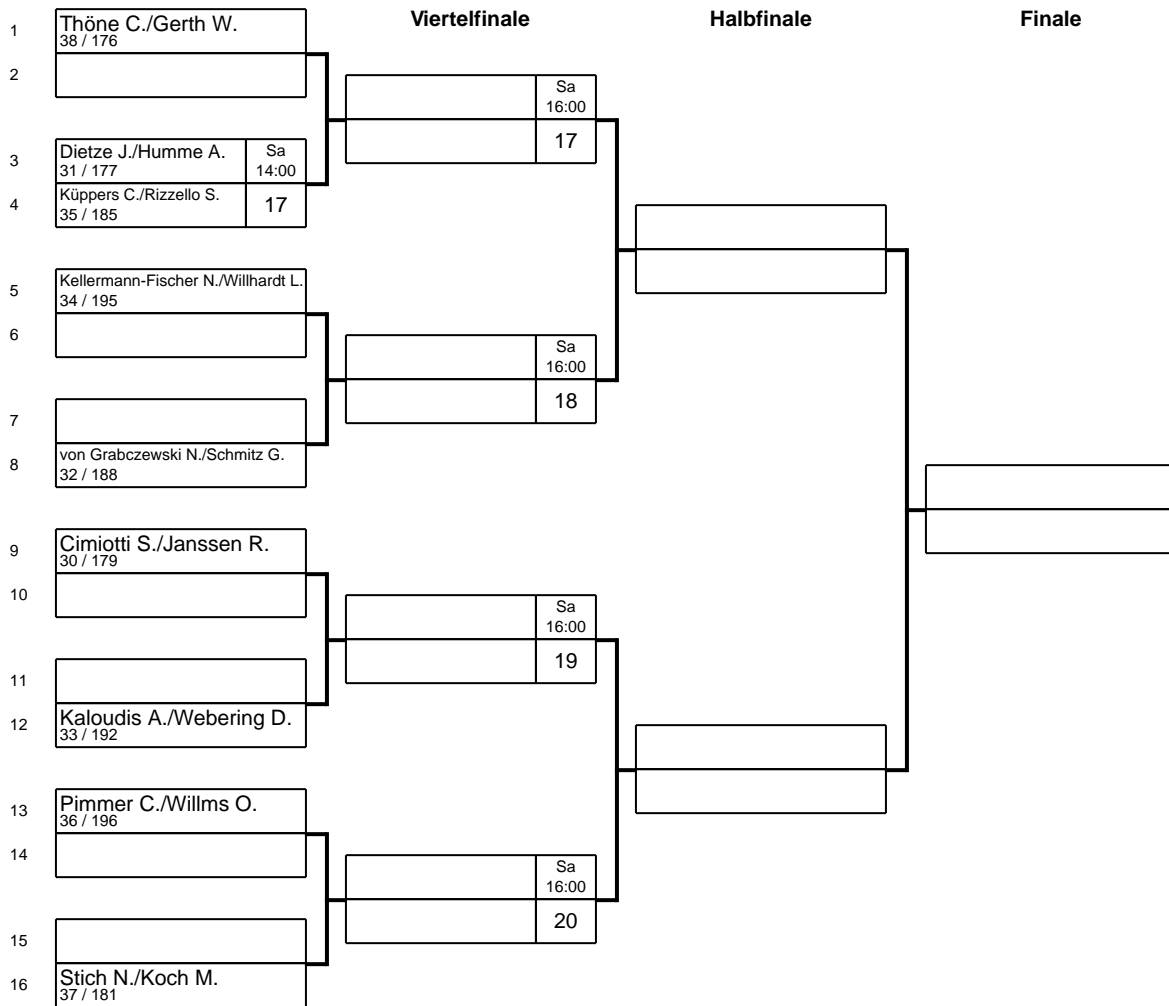 Viertelfinale
Halbfinale
Finale
1
Thöne C./Gerth W.
38 / 176
2
Sa
16:00
17
3
Dietze J./Humme A.
31 / 177
Sa
14:00
4
Küppers C./Rizzello S.
35 / 185
17
5
Kellermann-Fischer N./Willhardt L.
34 / 195
6
Sa
16:00
18
7
8
von Grabczewski N./Schmitz G.
32 / 188
9
Cimiotti S./Janssen R.
30 / 179
10
Sa
16:00
19
11
12
Kaloudis A./Webering D.
33 / 192
13
Pimmer C./Willms O.
36 / 196
14
Sa
16:00
20
15
16
Stich N./Koch M.
37 / 181